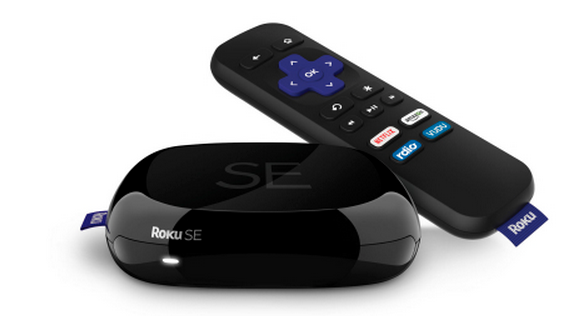 OK
NETFLIX
amazon
rdio
VUDU
SE
ROKU SE
Roku